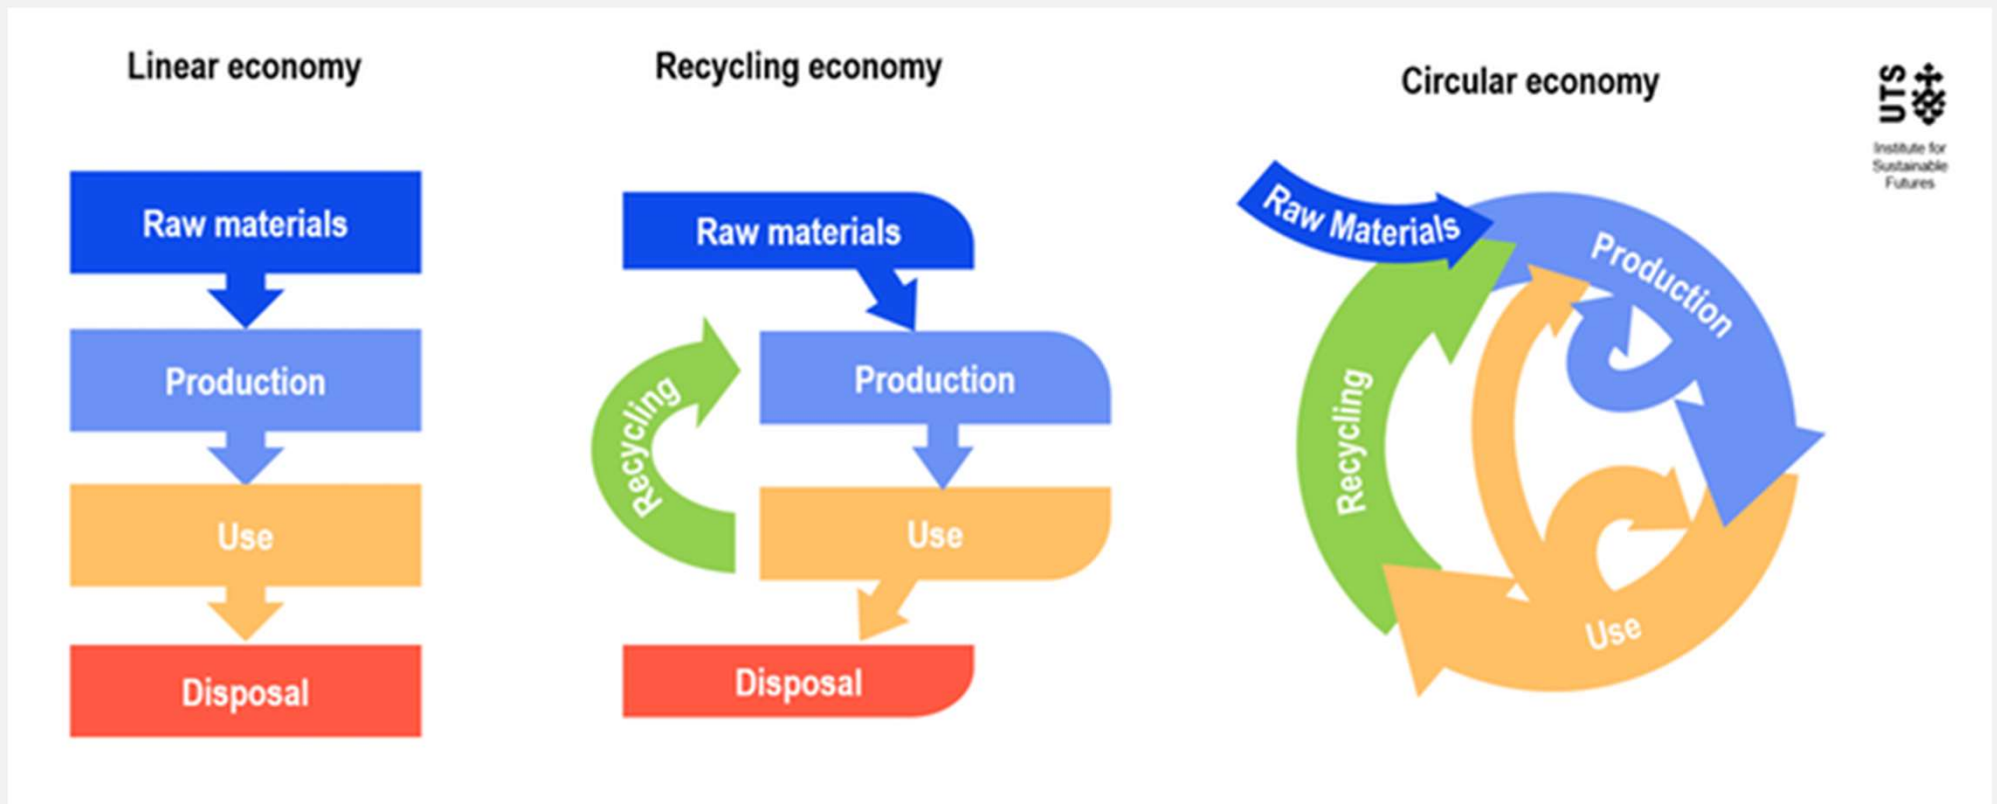 Linear economy
Raw materials
Production
Use
Disposal
Recycling economy
Raw materials
Production
Recycling
Use
Disposal
Circular economy
Raw Materials
Production
Recycling
Use
UTS
Institute for
Sustainable
Futures